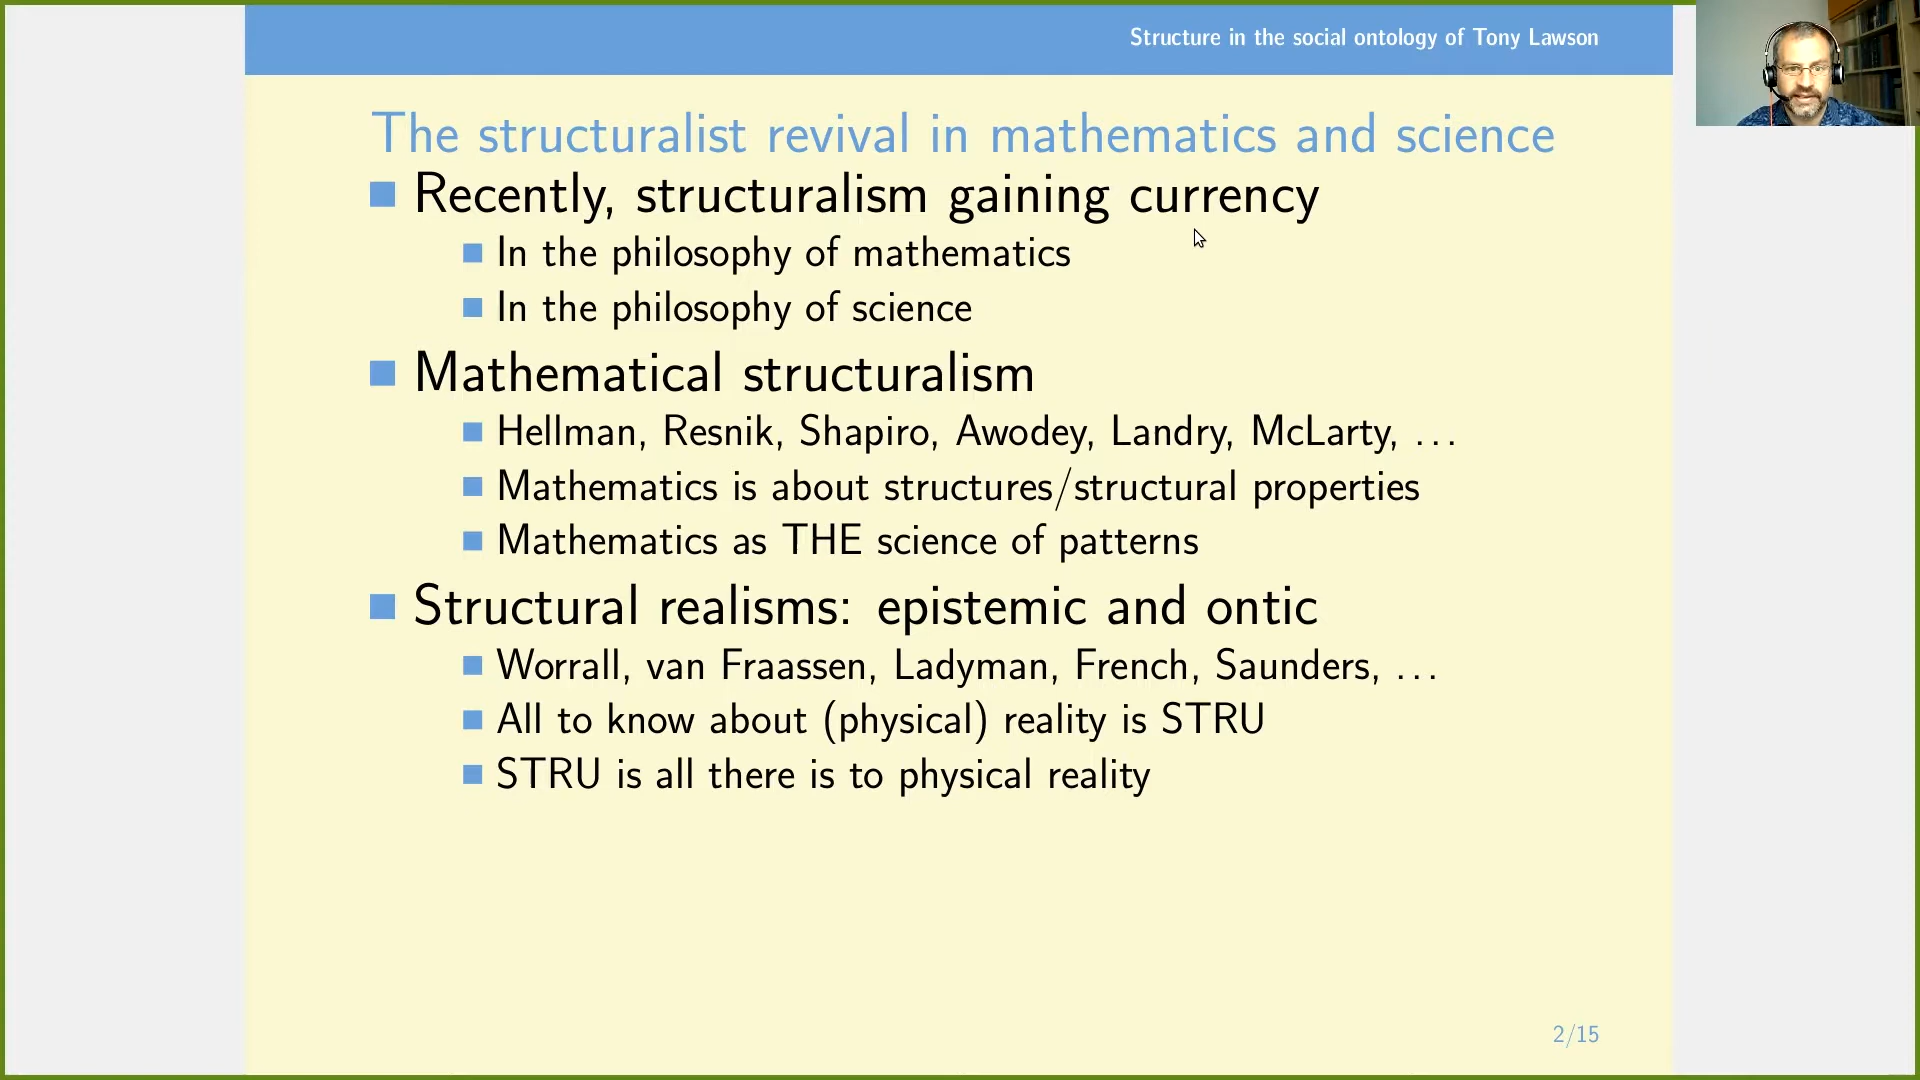 Structure in the social ontology of Tony Lawson
The structuralist revival in mathematics and science
Recently, structuralism gaining currency
In the philosophy of mathematics
In the philosophy of science
Mathematical structuralism
Hellman, Resnik, Shapiro, Awodey, Landry, McLarty, ...
Mathematics is about structures/structural properties
Mathematics as THE science of patterns
Structural realisms: epistemic and ontic
Worrall, van Fraassen, Ladyman, French, Saunders, ...
All to know about (physical) reality is STRU
STRU is all there is to physical reality
2/15